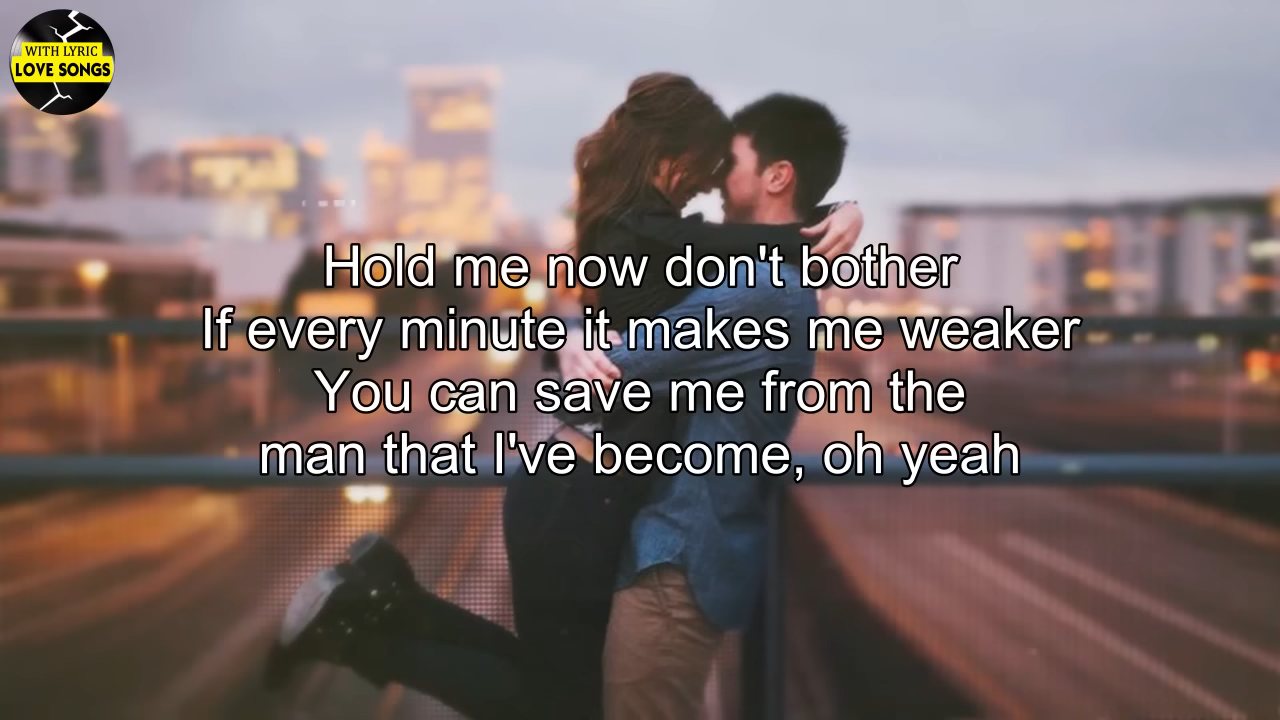 WITH LYRIC
LOVE SONGS
Hold me now don't bother
If every minute it makes me weaker
You can save me from the
man that I've become, oh yeah